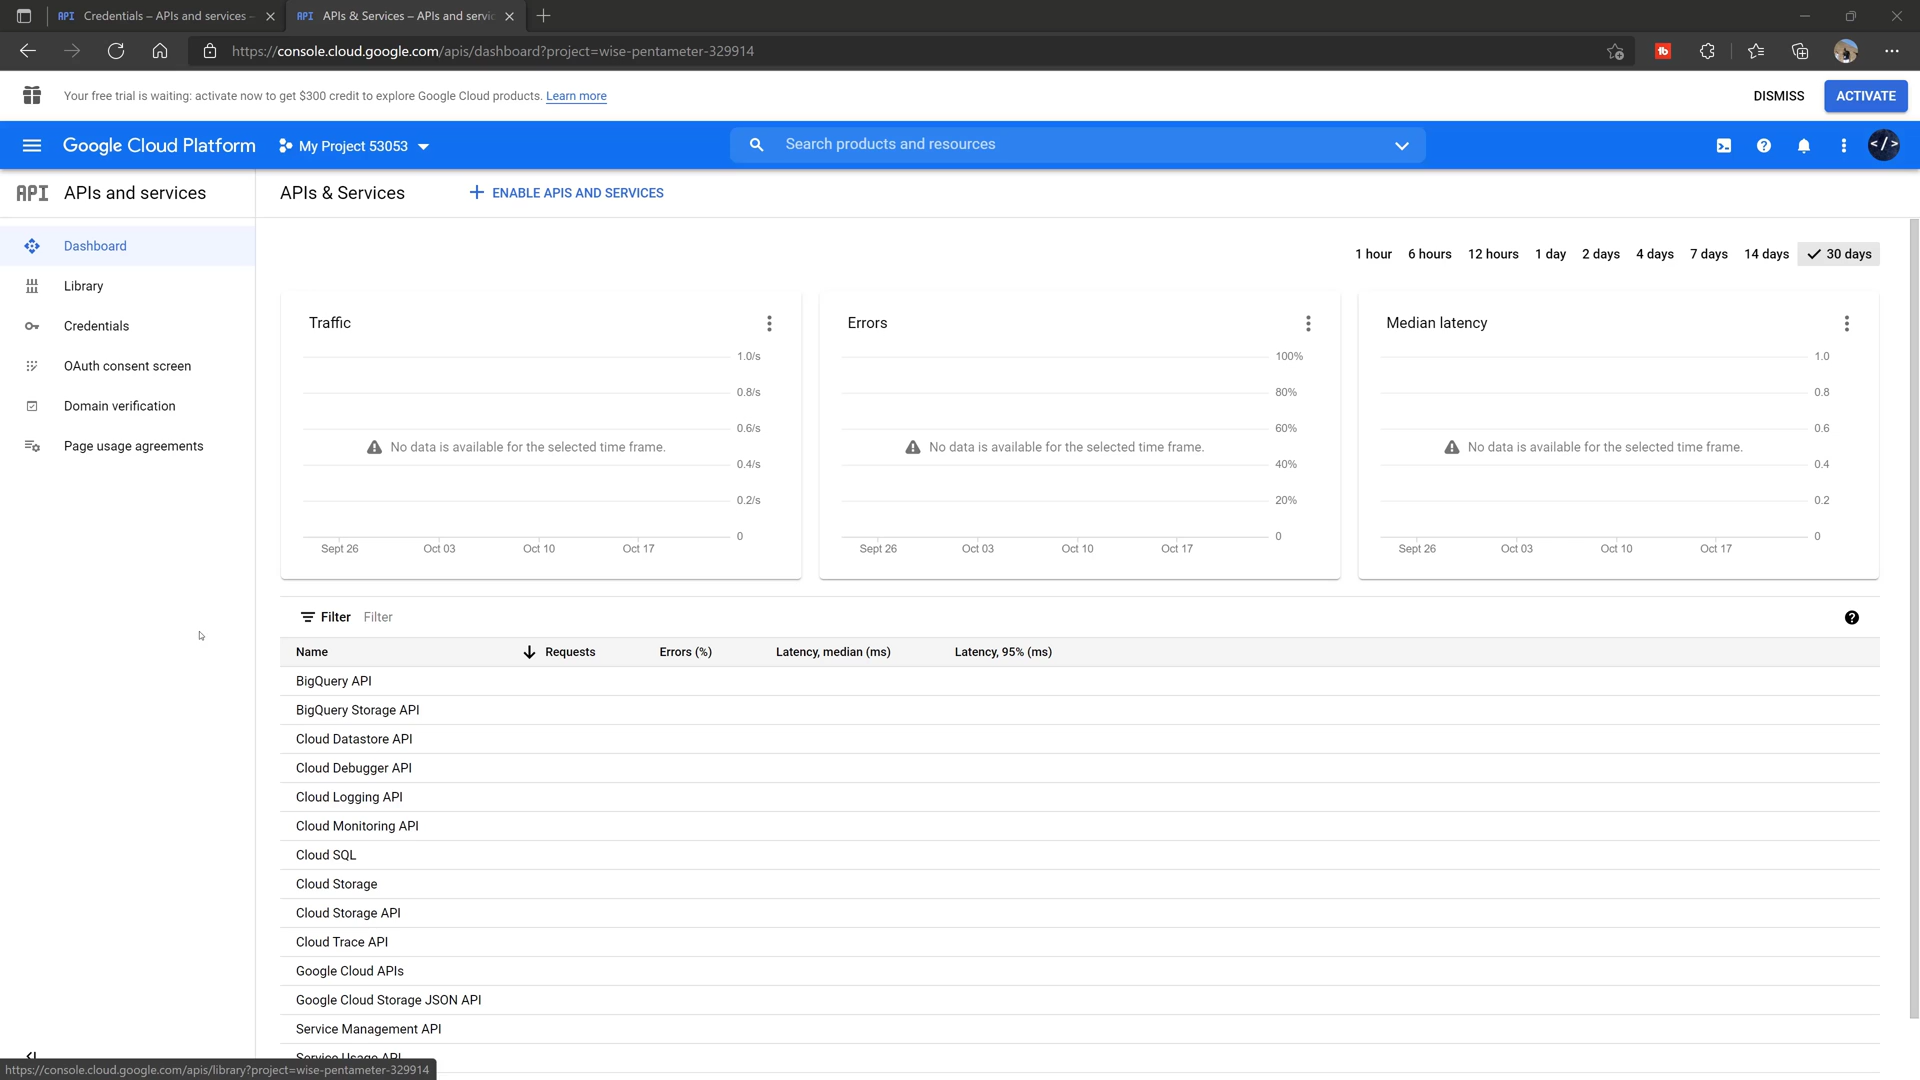 API Credentials – APIs and services -
API APIs & Services – APIs and servic
https://console.cloud.google.com/apis/dashboard?project=wise-pentameter-329914
Your free trial is waiting: activate now to get $300 credit to explore Google Cloud products. Learn more
DISMISS
ACTIVATE
Google Cloud Platform
My Project 53053
Search products and resources
</>
API APIs and services
APIs & Services
ENABLE APIS AND SERVICES
Dashboard
Library
Credentials
OAuth consent screen
Domain verification
Page usage agreements
1 hour 6 hours 12 hours 1 day 2 days 4 days 7 days 14 days 30 days
Traffic
1.0/s
0.8/s
0.6/s
No data is available for the selected time frame.
0.4/s
0.2/s
0
Sept 26 Oct 03 Oct 10 Oct 17
Errors
100%
80%
60%
No data is available for the selected time frame.
40%
20%
0
Sept 26 Oct 03 Oct 10 Oct 17
Median latency
1.0
0.8
0.6
No data is available for the selected time frame.
0.4
0.2
0
Sept 26 Oct 03 Oct 10 Oct 17
Filter Filter
Name Requests Errors (%) Latency, median (ms) Latency, 95% (ms)
BigQuery API
BigQuery Storage API
Cloud Datastore API
Cloud Debugger API
Cloud Logging API
Cloud Monitoring API
Cloud SQL
Cloud Storage
Cloud Storage API
Cloud Trace API
Google Cloud APIs
Google Cloud Storage JSON API
Service Management API
Service Usage API
https://console.cloud.google.com/apis/library?project=wise-pentameter-329914